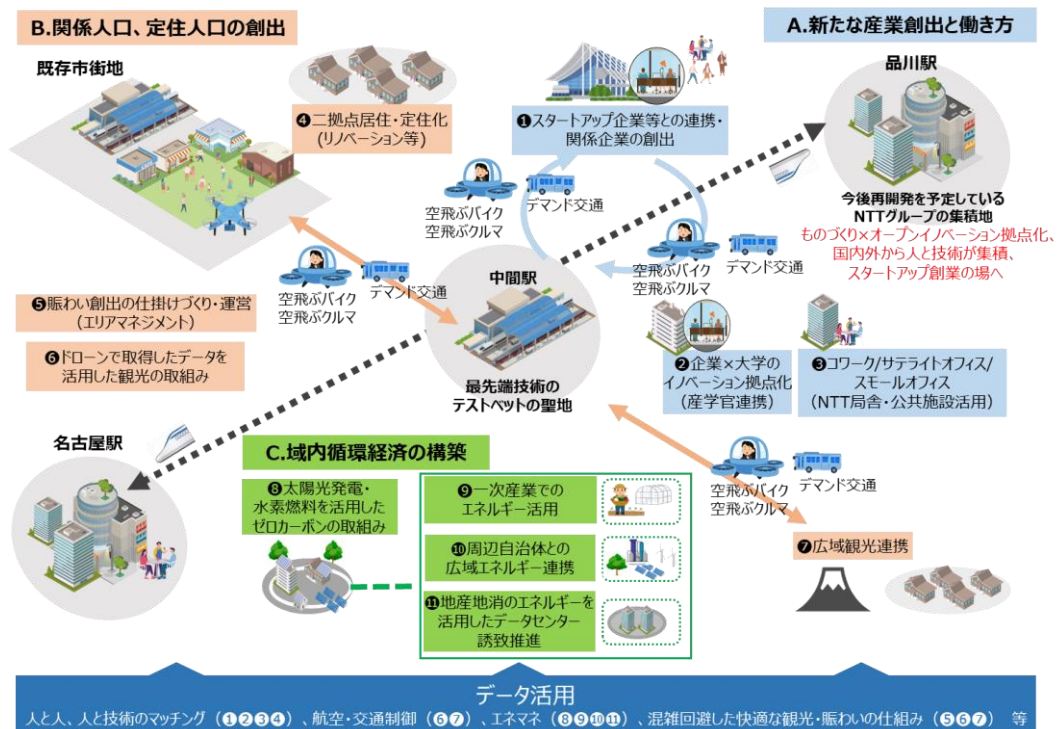 B.関係人口、定住人口の創出
A.新たな産業創出と働き方
既存市街地
品川駅
❹二拠点居住・定住化
(リノベーション等)
❶スタートアップ企業等との連携・
関係企業の創出
今後再開発を予定している
NTTグループの集積地
ものづくり×オープンイノベーション拠点化、
国内外から人と技術が集積、
スタートアップ創業の場へ
空飛ぶバイク
空飛ぶクルマ
デマンド交通
空飛ぶバイク
空飛ぶクルマ
デマンド交通
空飛ぶバイク
空飛ぶクルマ
デマンド交通
中間駅
最先端技術の
テストベットの聖地
❺賑わい創出の仕掛けづくり・運営
(エリアマネジメント)
❻ドローンで取得したデータを
活用した観光の取組み
❷企業×大学の
イノベーション拠点化
(産学官連携)
❸コワーク/サテライトオフィス/
スモールオフィス
(NTT局舎・公共施設活用)
名古屋駅
C.域内循環経済の構築
❽太陽光発電・
水素燃料を活用した
ゼロカーボンの取組み
❾一次産業での
エネルギー活用
❿周辺自治体との
広域エネルギー連携
⓫地産地消のエネルギーを
活用したデータセンター
誘致推進
空飛ぶバイク
空飛ぶクルマ
デマンド交通
❼広域観光連携
データ活用
人と人、人と技術のマッチング(❶❷❸❹)、航空・交通制御(❻❼)、エネマネ(❽❾❿⓫)、混雑回避した快適な観光・賑わいの仕組み(❺❻❼) 等